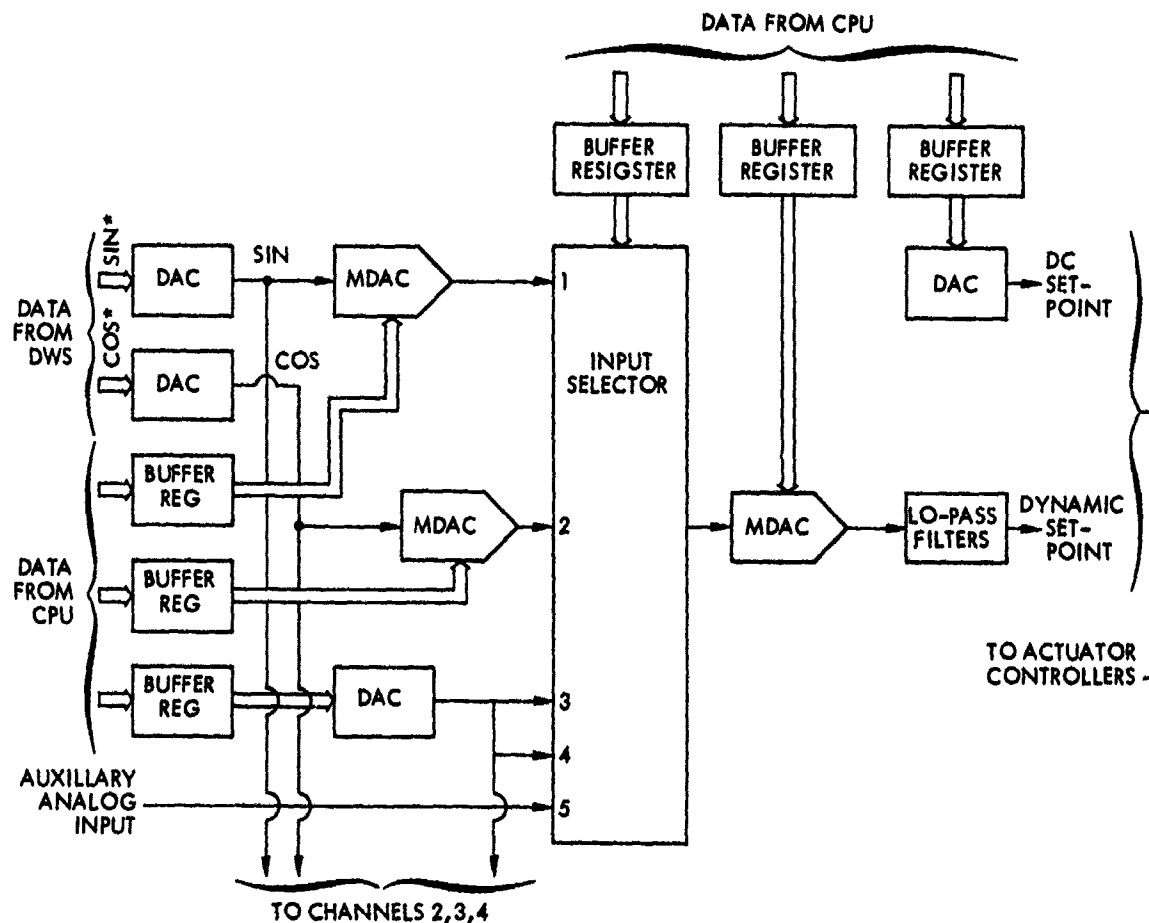 DATA FROM CPU
BUFFER
RESIGSTER
BUFFER
REGISTER
BUFFER
REGISTER
DATA
FROM
DWS
SIN*
COS*
DAC
SIN
MDAC
1
DAC
COS
INPUT
SELECTOR
DAC
DC
SET-
POINT
BUFFER
REG
MDAC
2
MDAC
LO-PASS
FILTERS
DYNAMIC
SET-
POINT
DATA
FROM
CPU
BUFFER
REG
BUFFER
REG
DAC
3
4
TO ACTUATOR
CONTROLLERS
AUXILLARY
ANALOG
INPUT
5
TO CHANNELS 2,3,4